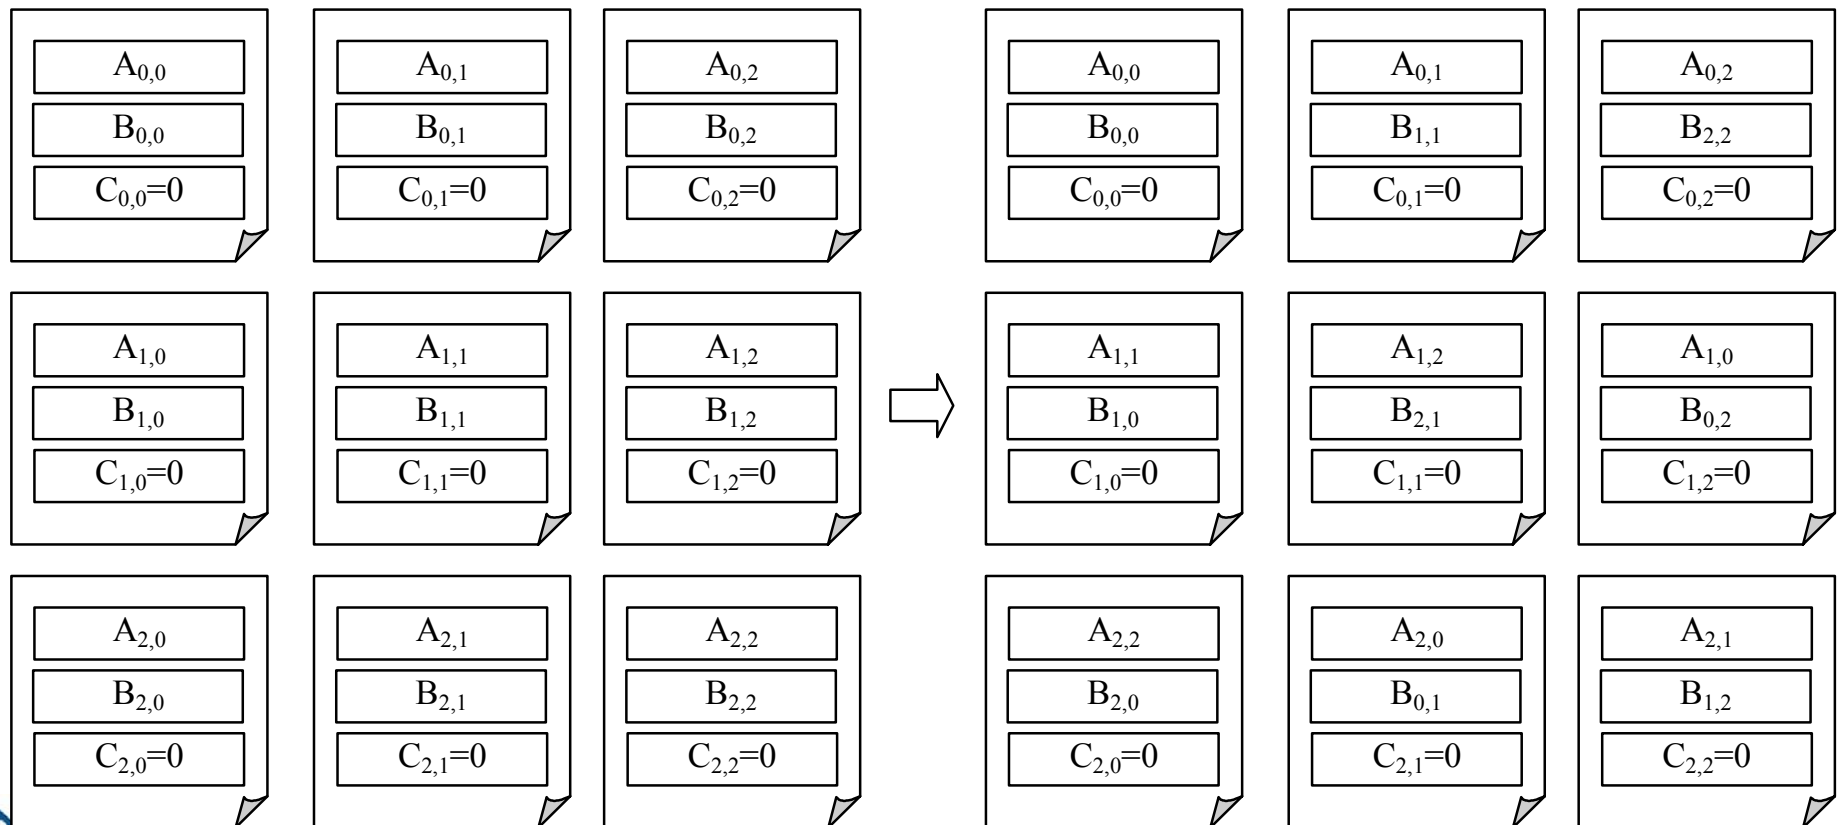 A0,0 A0,1 A0,2 A0,0 A0,1 A0,2
B0,0 B0,1 B0,2 B0,0 B1,1 B2,2
C0,0=0 C0,1=0 C0,2=0 C0,0=0 C0,1=0 C0,2=0
A1,0 A1,1 A1,2 A1,1 A1,2 A1,0
B1,0 B1,1 B1,2 B1,0 B2,1 B0,2
C1,0=0 C1,1=0 C1,2=0 C1,0=0 C1,1=0 C1,2=0
A2,0 A2,1 A2,2 A2,2 A2,0 A2,1
B2,0 B2,1 B2,2 B2,0 B0,1 B1,2
C2,0=0 C2,1=0 C2,2=0 C2,0=0 C2,1=0 C2,2=0